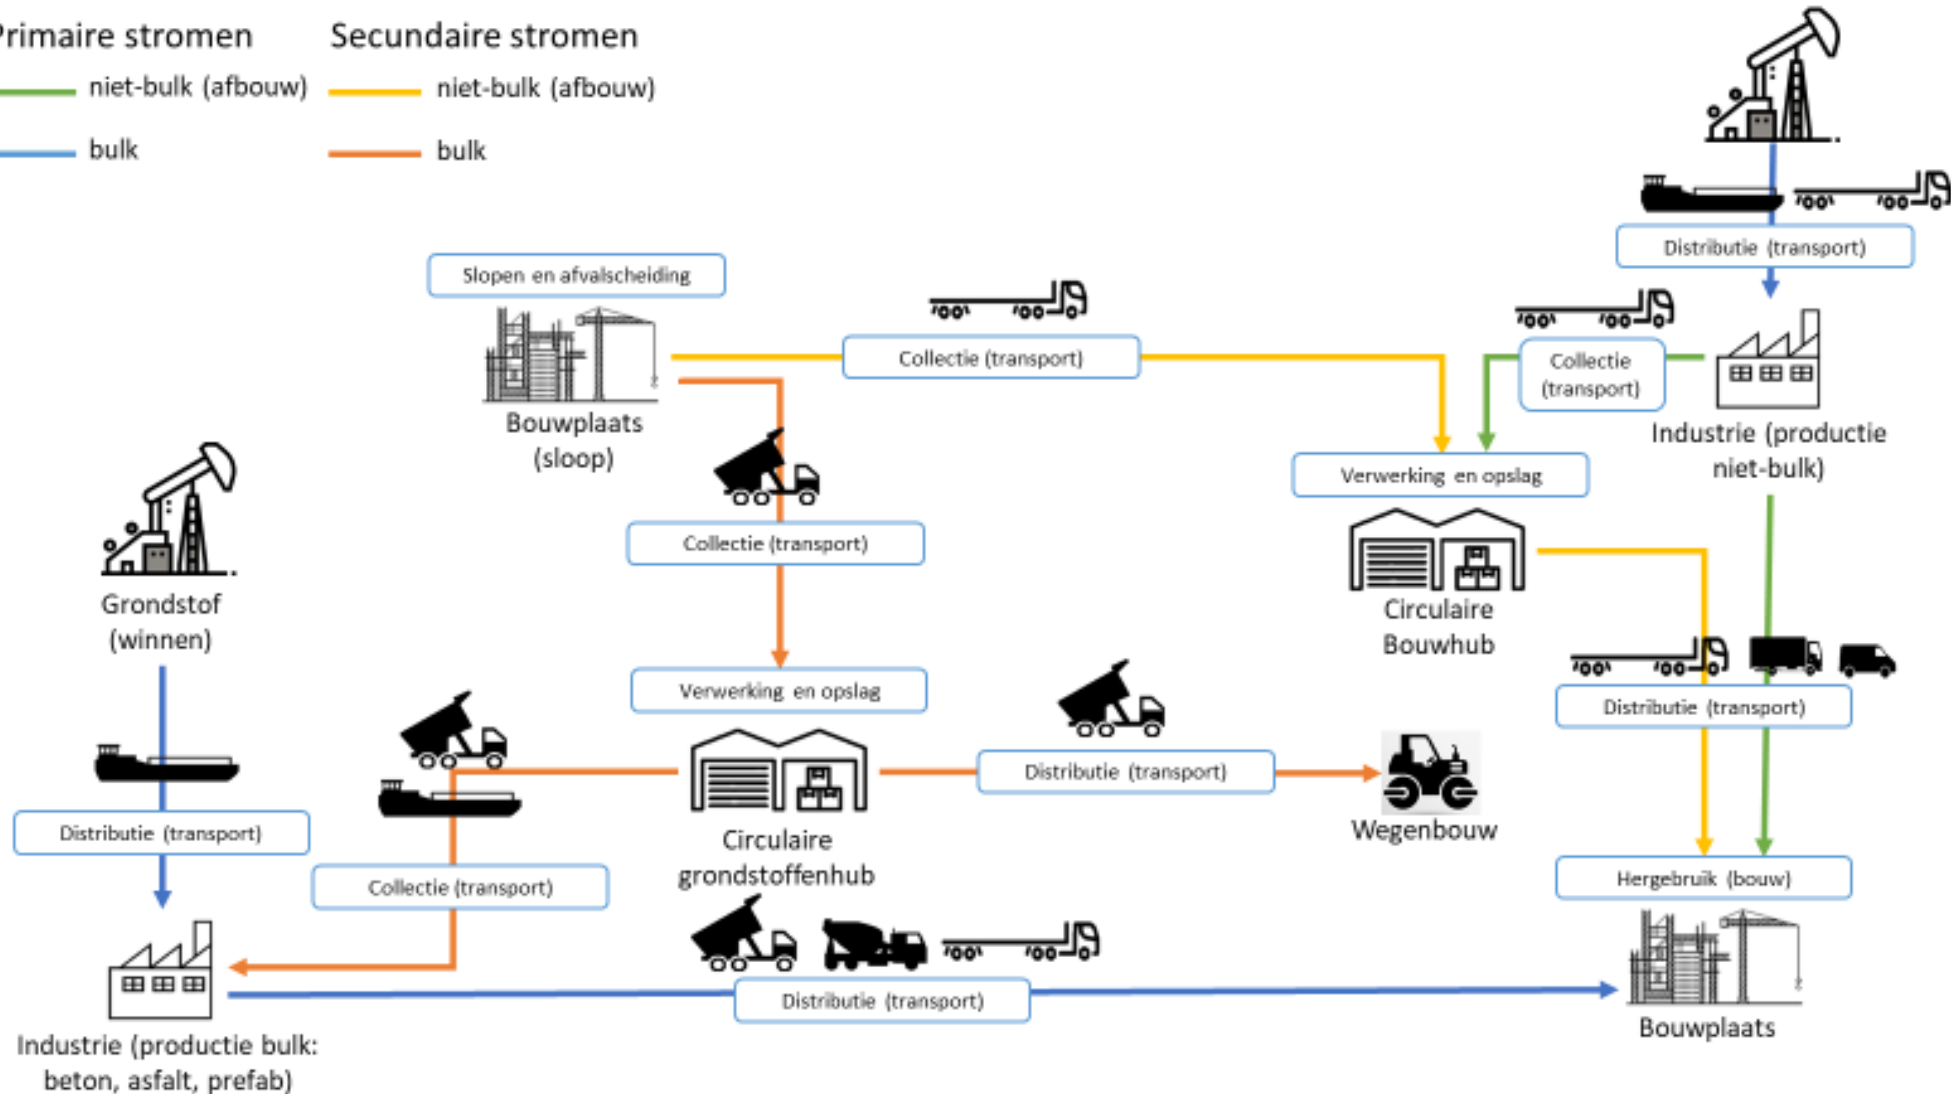 Primaire stromen
niet-bulk (afbouw)
bulk
Secundaire stromen
niet-bulk (afbouw)
bulk
Distributie (transport)
Slopen en afvalscheiding
Bouwplaats
(sloop)
Collectie (transport)
Collectie
(transport)
Industrie (productie
niet-bulk)
Verwerking en opslag
Circulaire
Bouwhub
Collectie (transport)
Grondstof
(winnen)
Verwerking en opslag
Distributie (transport)
Distributie (transport)
Wegenbouw
Distributie (transport)
Circulaire
grondstoffenhub
Collectie (transport)
Hergebruik (bouw)
Distributie (transport)
Bouwplaats
Industrie (productie bulk:
beton, asfalt, prefab)